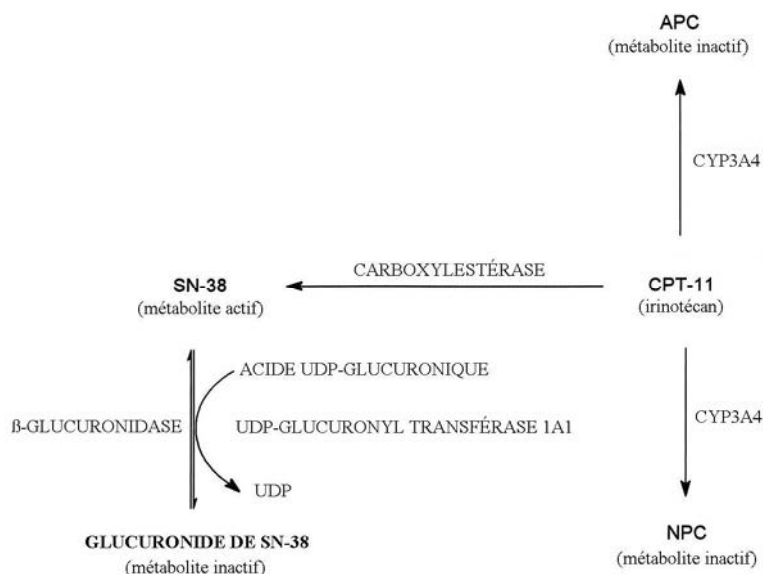 APC
(métabolite inactif)
CYP3A4
CARBOXYLESTÉRASE
SN-38
(métabolite actif)
CPT-11
(irinotécan)
ACIDE UDP-GLUCURONIQUE
ß-GLUCURONIDASE
UDP-GLUCURONYL TRANSFÉRASE 1A1
CYP3A4
UDP
GLUCURONIDE DE SN-38
(métabolite inactif)
NPC
(métabolite inactif)